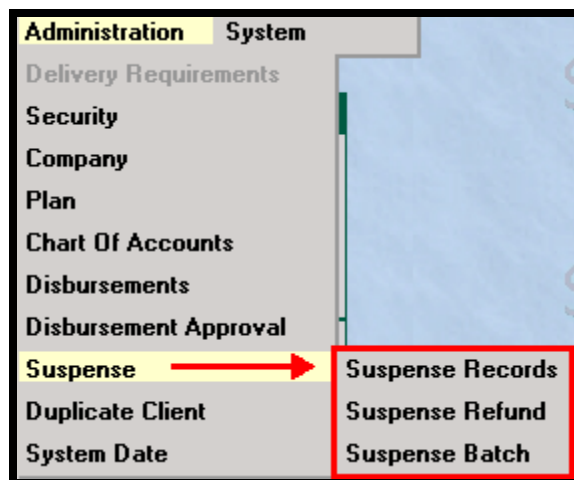 Administration System
Delivery Requirements
Security
Company
Plan
Chart Of Accounts
Disbursements
Disbursement Approval
Suspense
Suspense Records
Duplicate Client
Suspense Refund
System Date
Suspense Batch